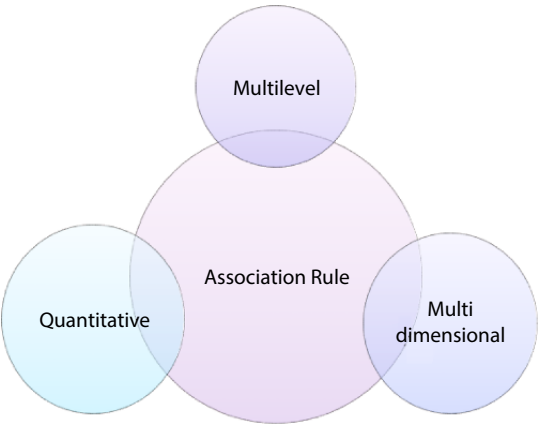 Multilevel
Association Rule
Quantitative
Multi
dimensional